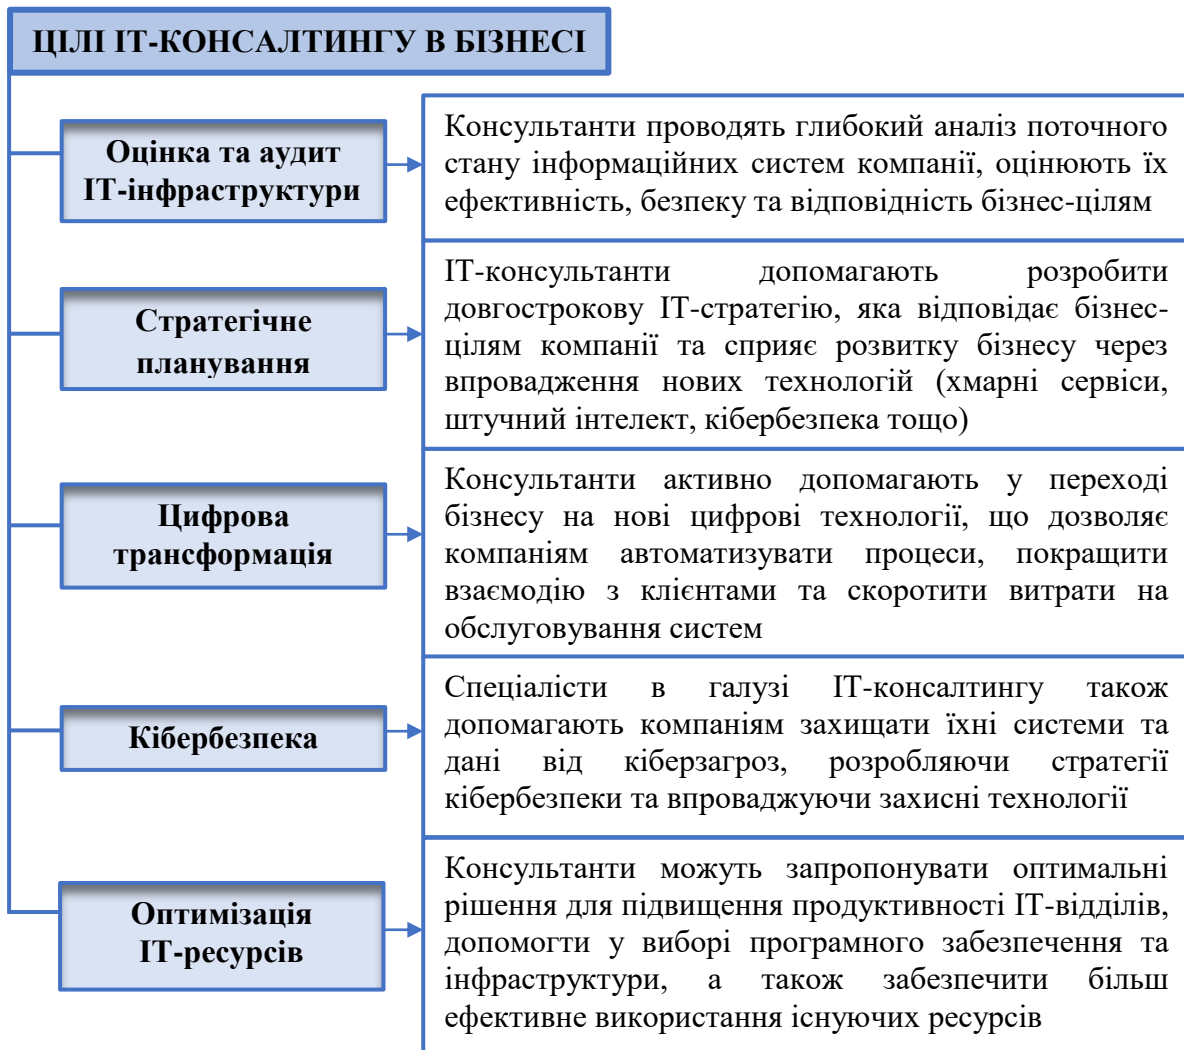 ЦІЛІ ІТ-КОНСАЛТИНГУ В БІЗНЕСІ
Оцінка та аудит
ІТ-інфраструктури
Консультанти проводять глибокий аналіз поточного
стану інформаційних систем компанії, оцінюють їх
ефективність, безпеку та відповідність бізнес-цілям
Стратегічне
планування
ІТ-консультанти допомагають розробити
довгострокову ІТ-стратегію, яка відповідає бізнес-
цілям компанії та сприяє розвитку бізнесу через
впровадження нових технологій (хмарні сервіси,
штучний інтелект, кібербезпека тощо)
Цифрова
трансформація
Консультанти активно допомагають у переході
бізнесу на нові цифрові технології, що дозволяє
компаніям автоматизувати процеси, покращити
взаємодію з клієнтами та скоротити витрати на
обслуговування систем
Кібербезпека
Спеціалісти в галузі ІТ-консалтингу також
допомагають компаніям захищати їхні системи та
дані від кіберзагроз, розробляючи стратегії
кібербезпеки та впроваджуючи захисні технології
Оптимізація
ІТ-ресурсів
Консультанти можуть запропонувати оптимальні
рішення для підвищення продуктивності ІТ-відділів,
допомогти у виборі програмного забезпечення та
інфраструктури, а також забезпечити більш
ефективне використання існуючих ресурсів